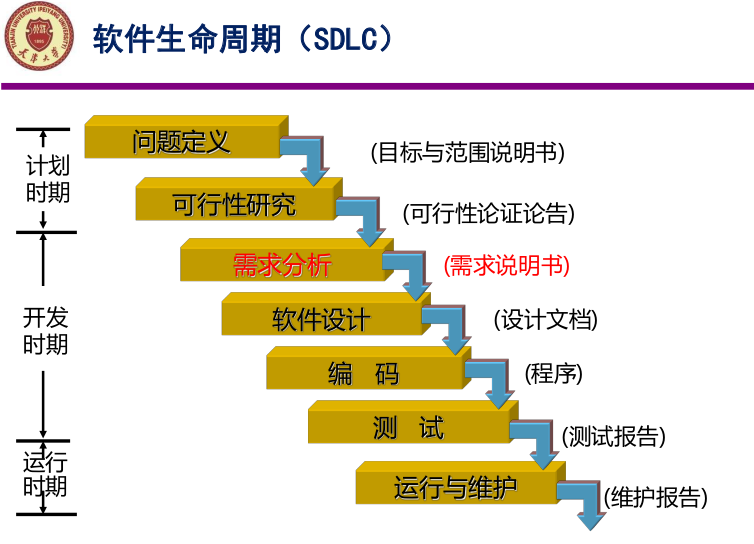 软件生命周期（SDLC）
问题定义
(目标与范围说明书)
计划
时期
可行性研究
(可行性论证论告)
需求分析
(需求说明书)
开发
时期
软件设计
(设计文档)
编 码
(程序)
测 试
(测试报告)
运行
时期
运行与维护
(维护报告)